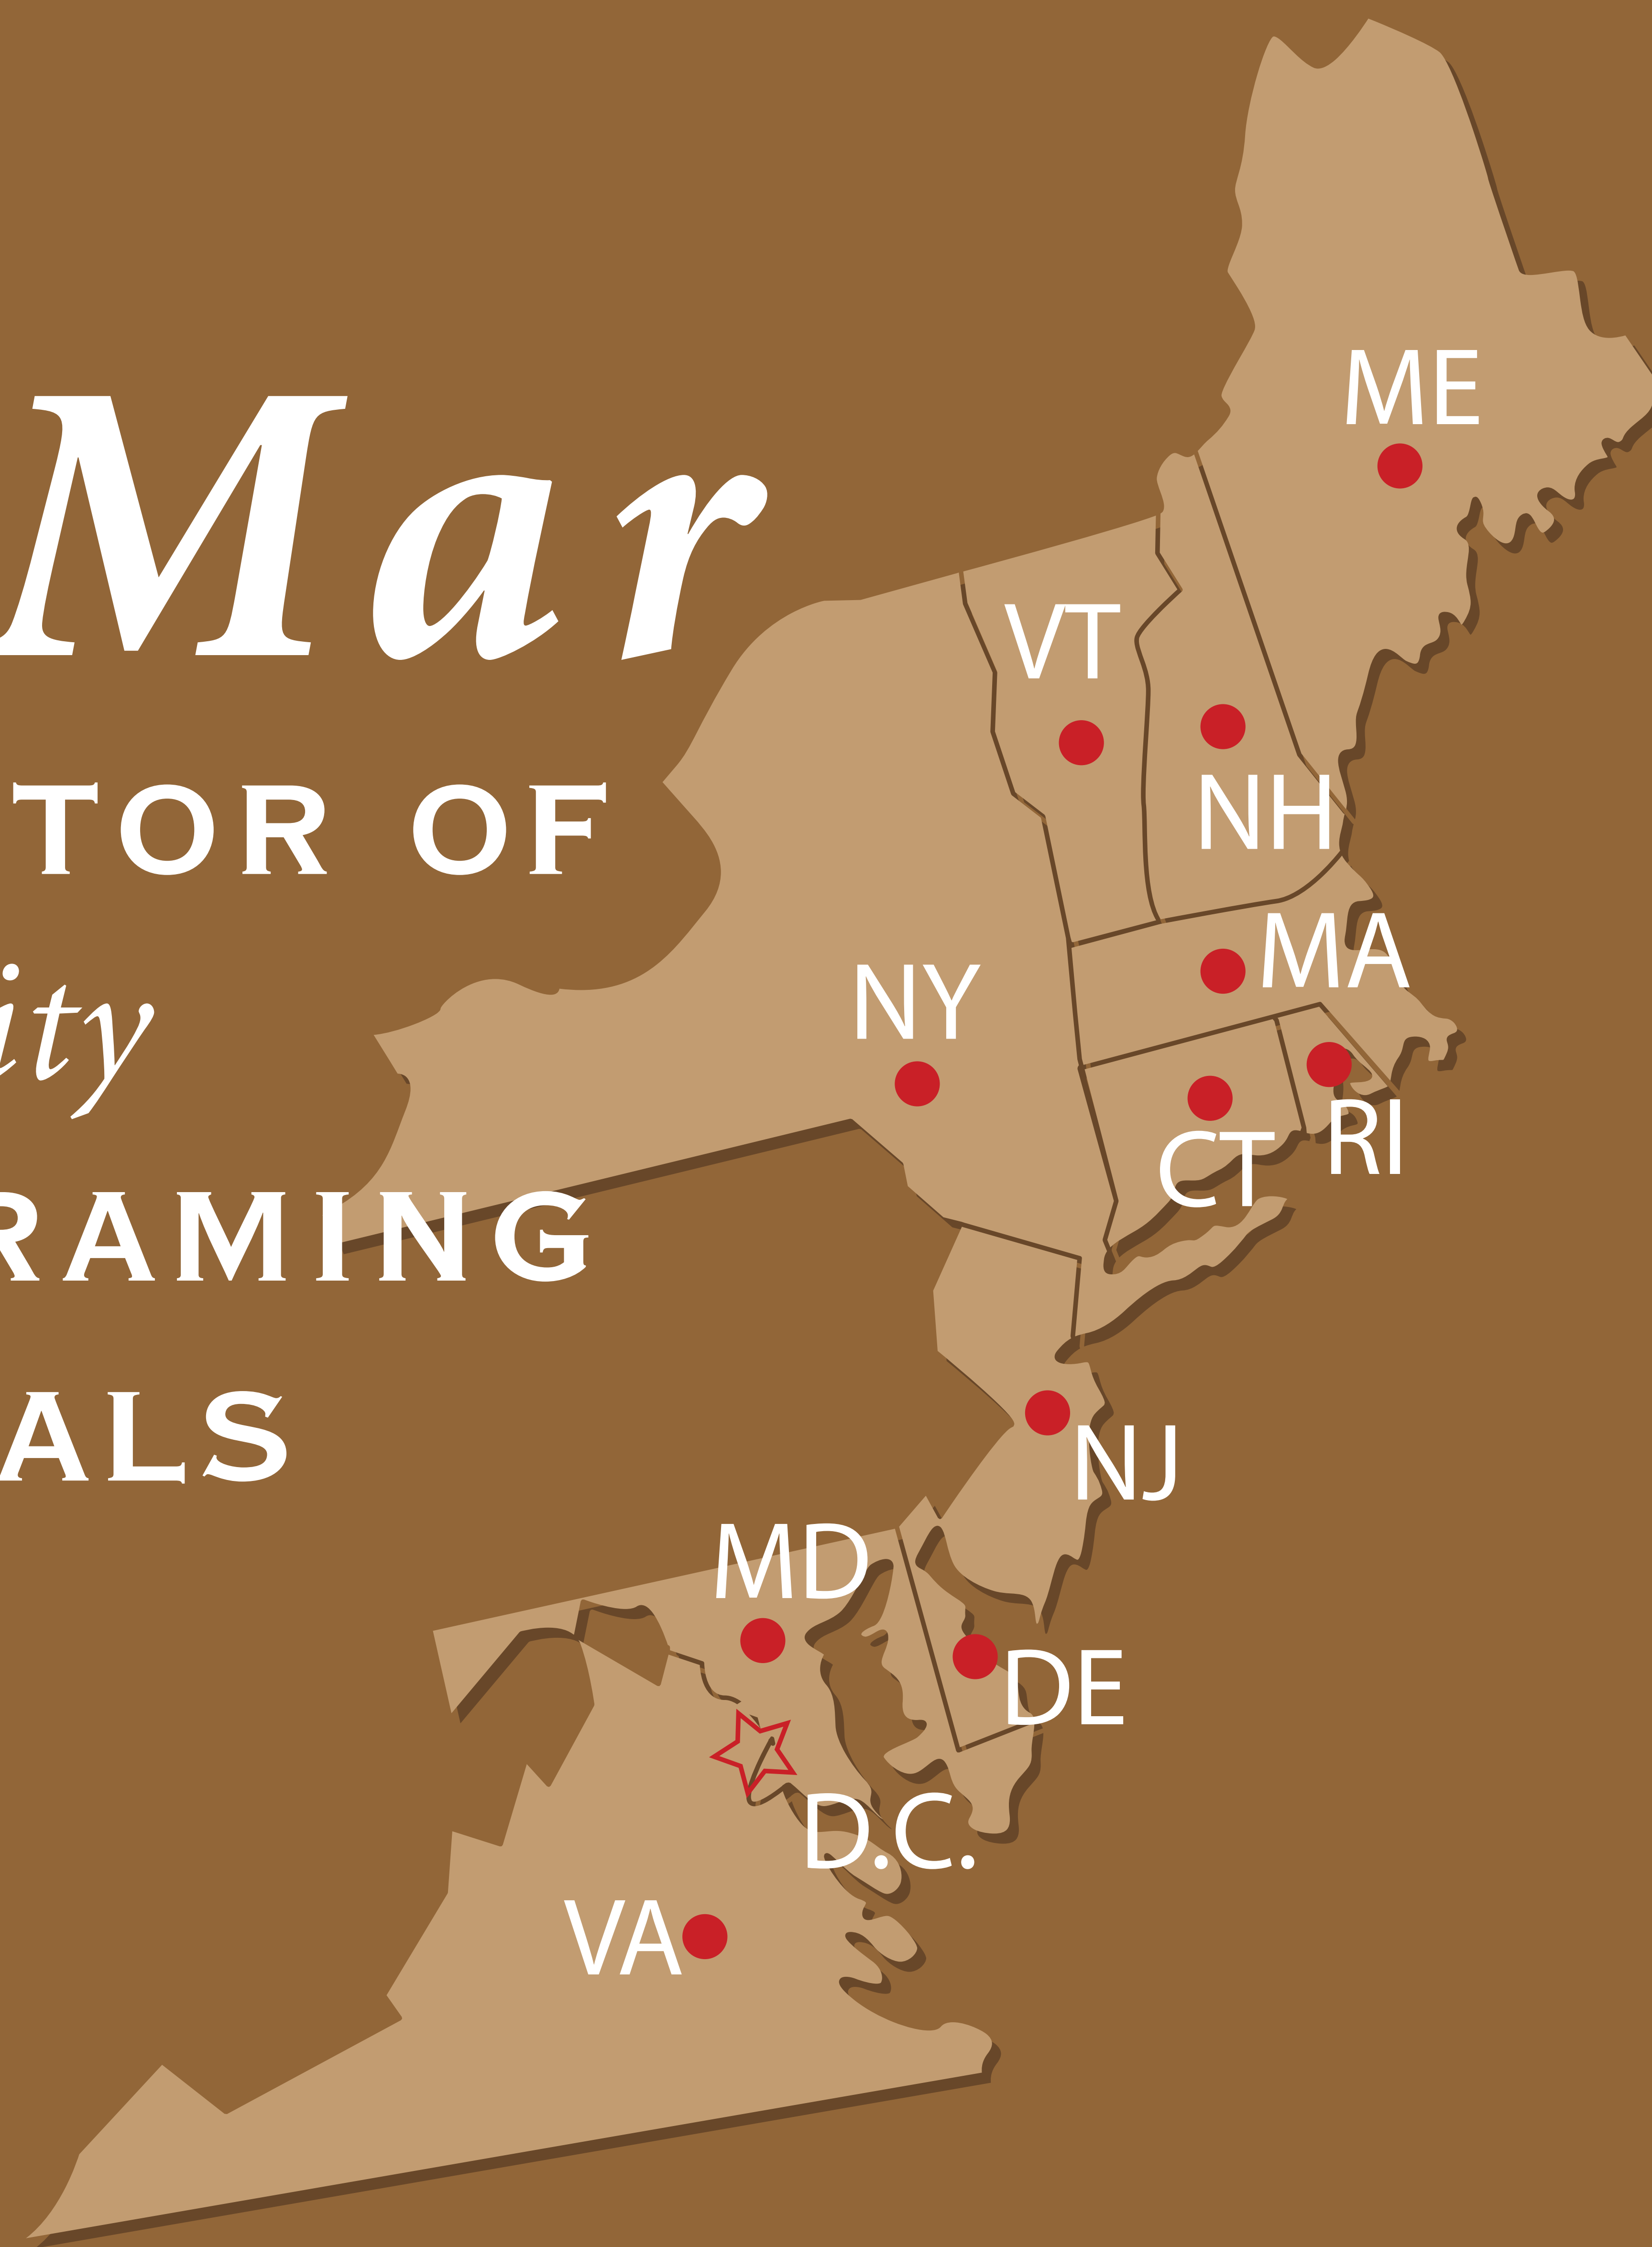 ME
Mar
VT
NH
TOR OF
MA
NY
ity
RI
CT
RAMING
ALS
NJ
MD
DE
D.C.
VA